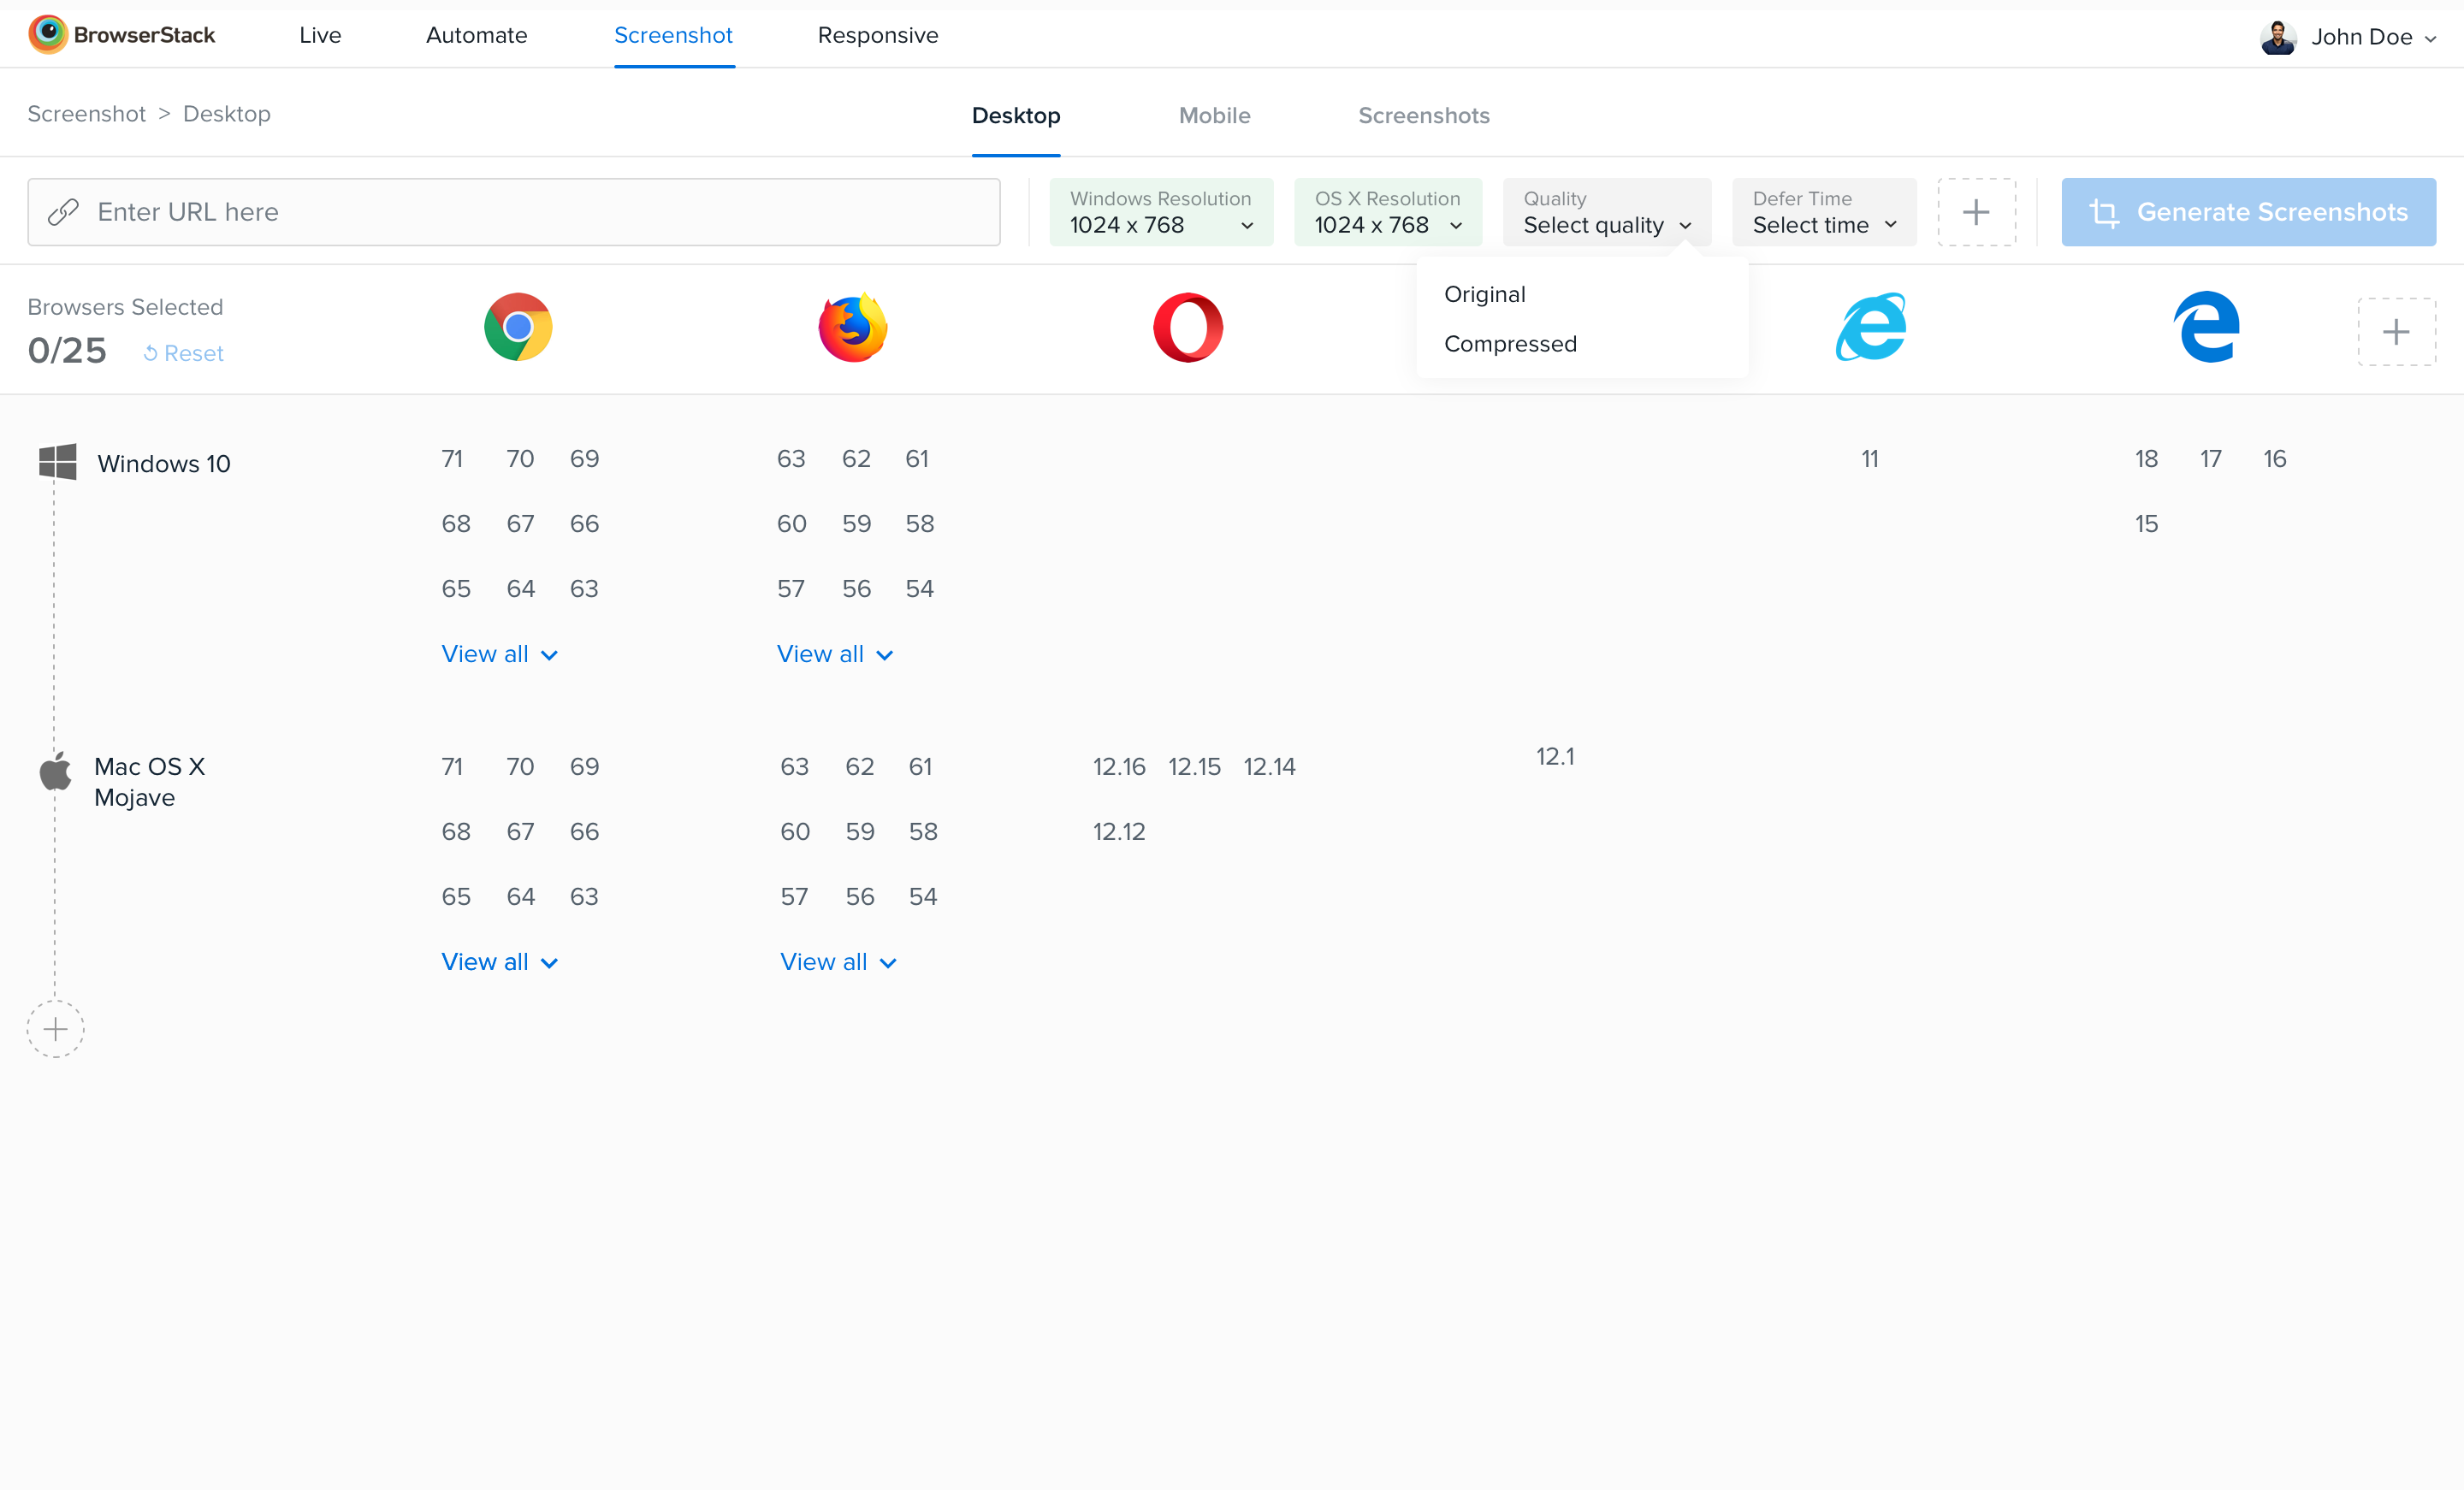 BrowserStack Live Automate Screenshot Responsive John Doe
Screenshot > Desktop Desktop Mobile Screenshots
Enter URL here
Windows Resolution
1024 x 768
OS X Resolution
1024 x 768
Quality
Select quality
Defer Time
Select time
Generate Screenshots
Original
Compressed
Browsers Selected
0/25 Reset
Windows 10
71 70 69 63 62 61 11 18 17 16
68 67 66 60 59 58 15
65 64 63 57 56 54
View all View all
Mac OS X
Mojave
71 70 69 63 62 61 12.16 12.15 12.14 12.1
68 67 66 60 59 58 12.12
65 64 63 57 56 54
View all View all